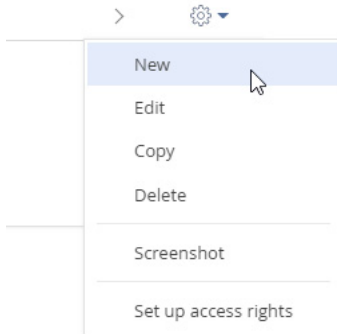 New
Edit
Copy
Delete
Screenshot
Set up access rights